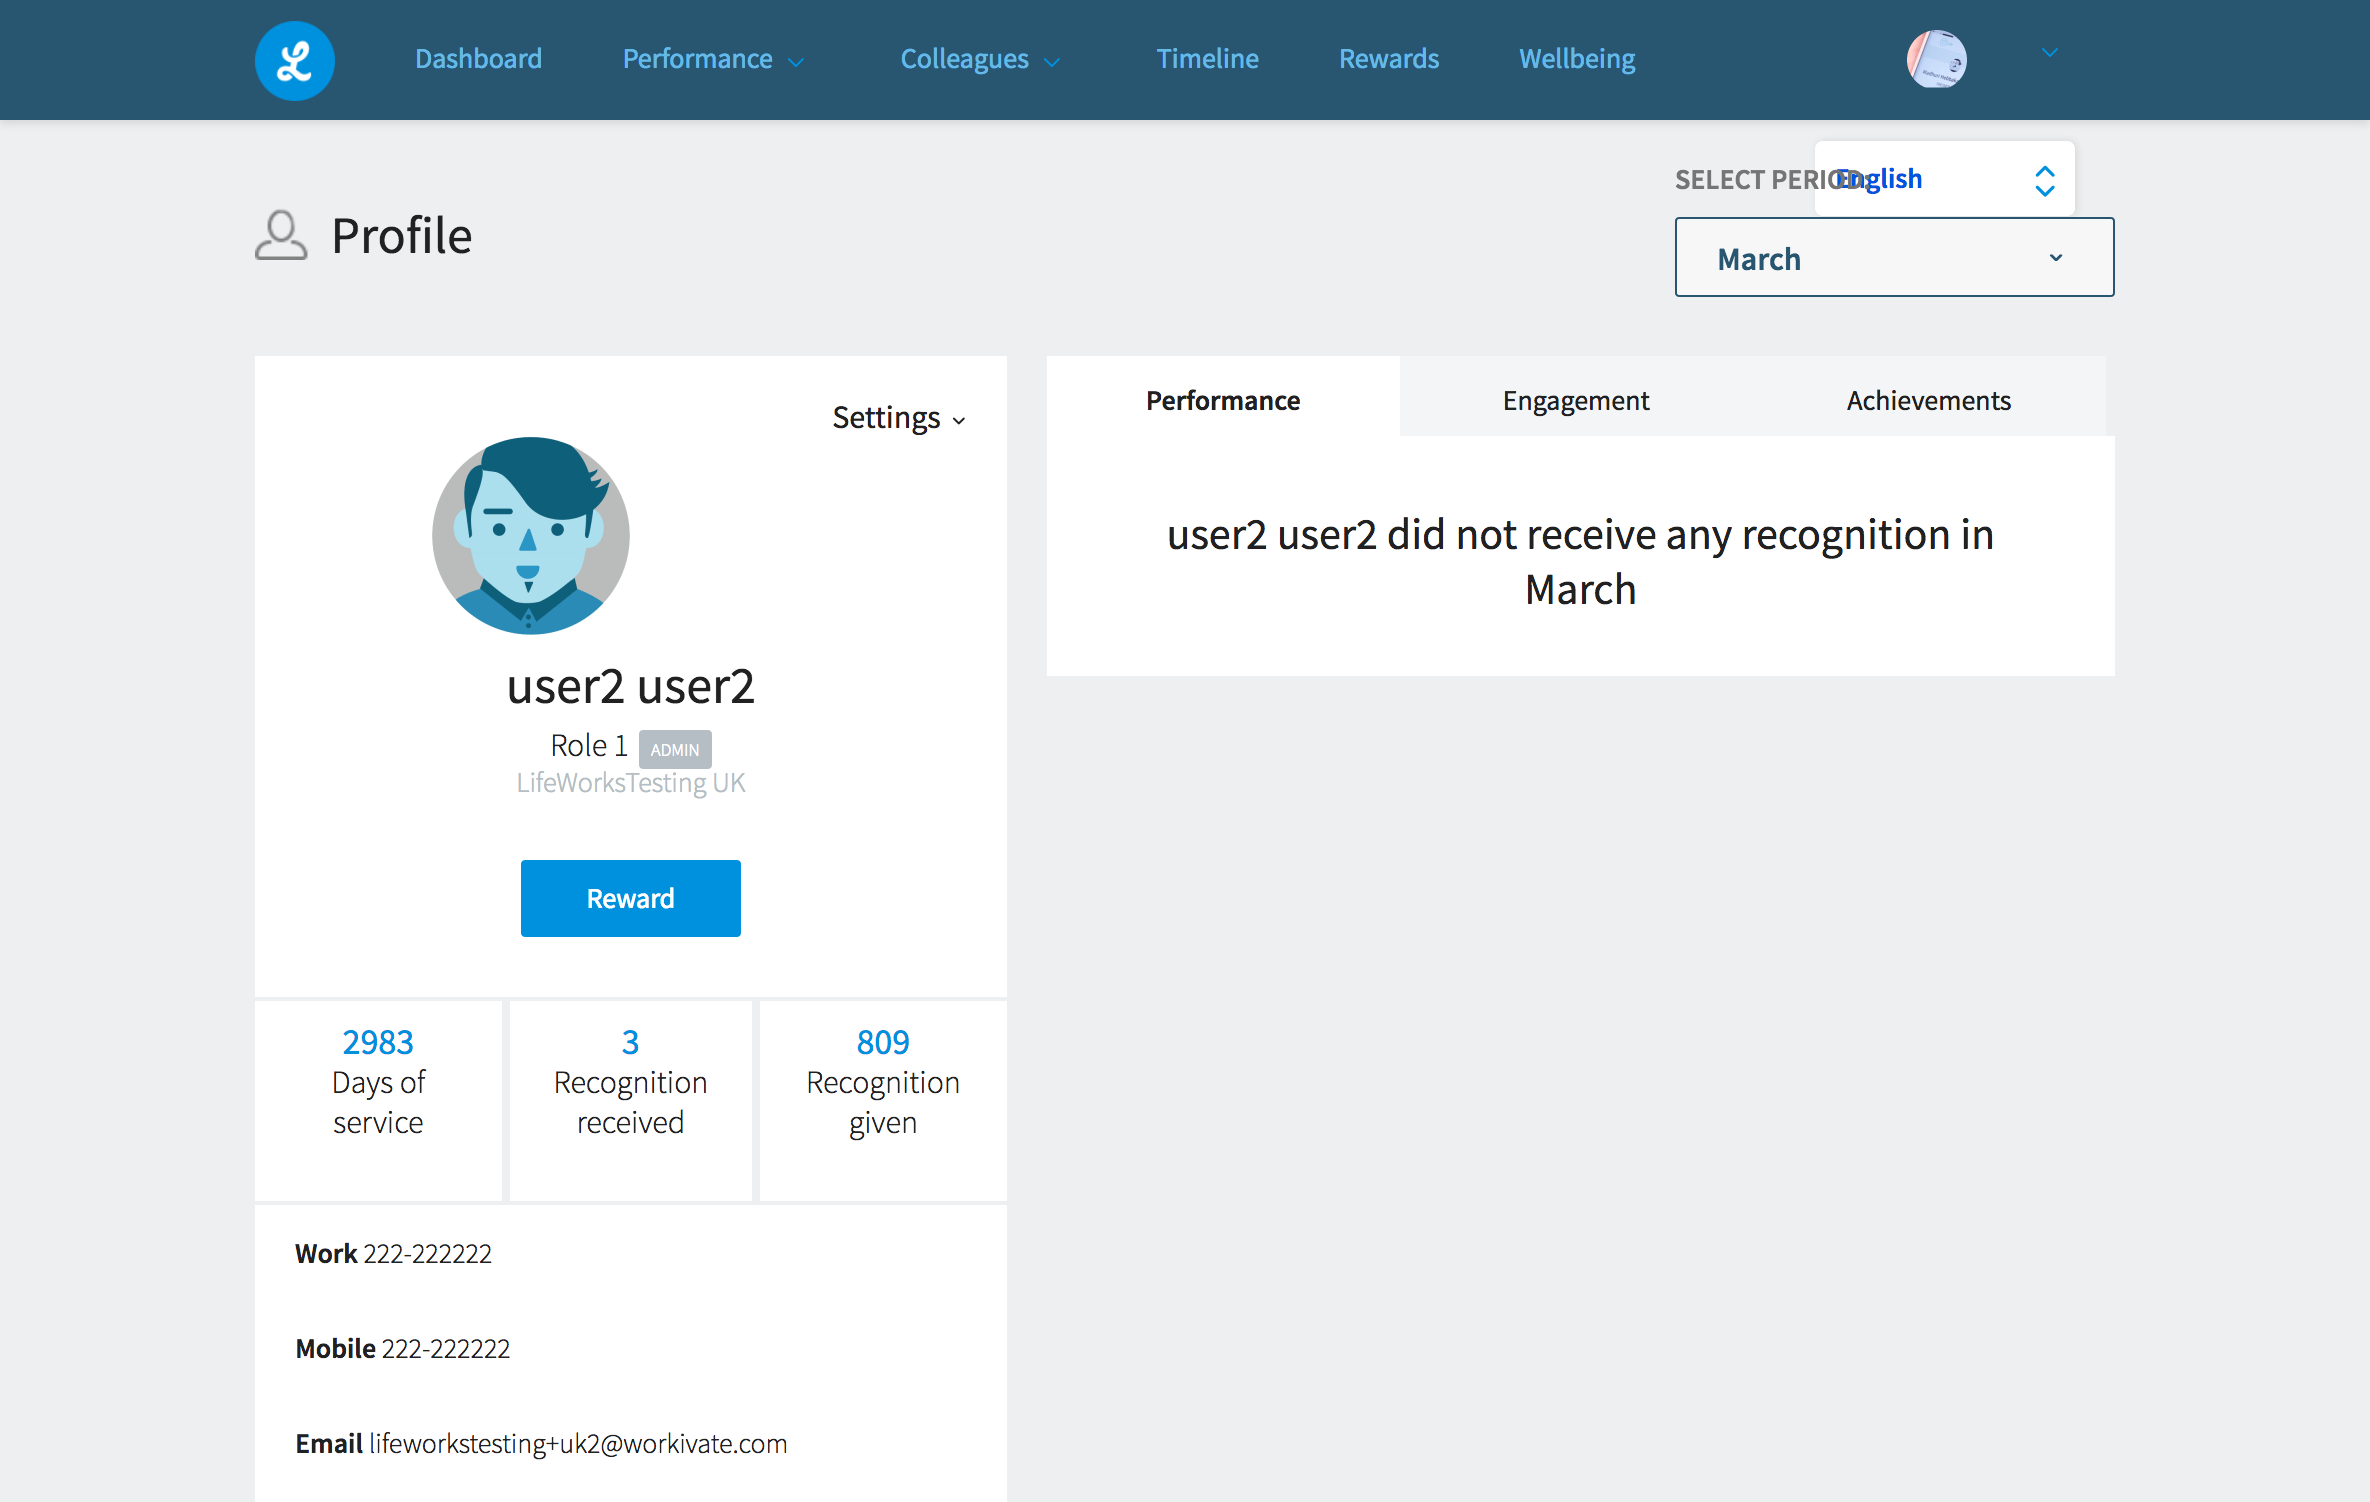 Dashboard Performance Colleagues Timeline Rewards Wellbeing
SELECT PERIOD: English
Profile
March
Settings
Performance Engagement Achievements
user2 user2 did not receive any recognition in
March
user2 user2
Role 1 ADMIN
LifeWorksTesting UK
Reward
2983
Days of
service
3
Recognition
received
809
Recognition
given
Work 222-222222
Mobile 222-222222
Email lifeworkstesting+uk2@workivate.com